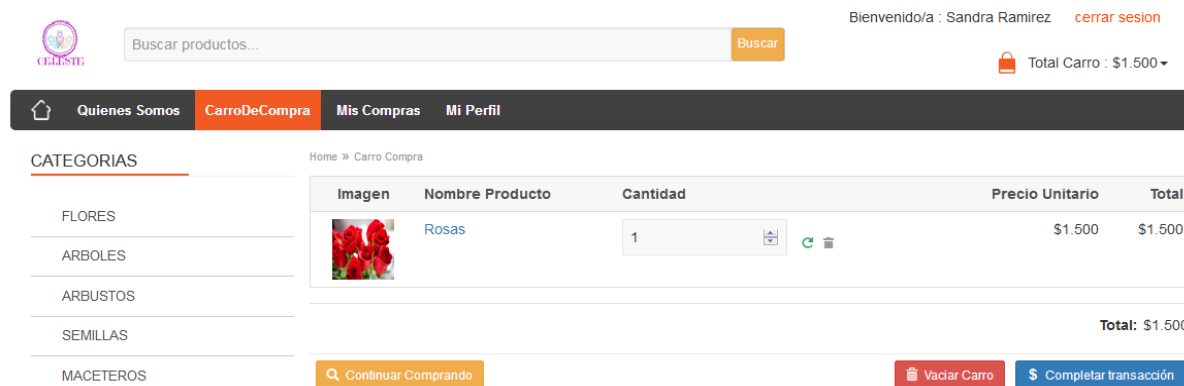 Bienvenido/a : Sandra Ramirez cerrar sesion
CELESTE
Buscar productos...
Buscar
Total Carro : $1.500
Quienes Somos CarroDeCompra Mis Compras Mi Perfil
CATEGORIAS
FLORES
ARBOLES
ARBUSTOS
SEMILLAS
MACETEROS
Home » Carro Compra
Imagen Nombre Producto Cantidad Precio Unitario Total
Rosas 1 $1.500 $1.500
Total: $1.500
Continuar Comprando Vaciar Carro $ Completar transacción